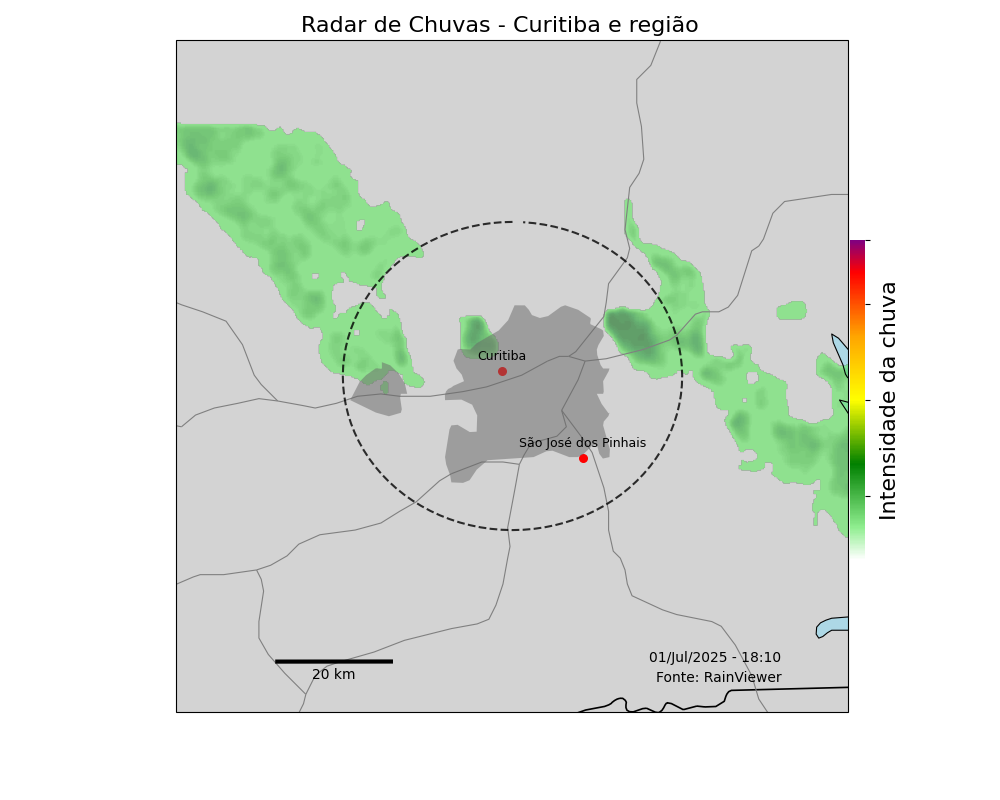 Radar de Chuvas - Curitiba e região
Curitiba
São José dos Pinhais
Intensidade da chuva
01/Jul/2025 - 18:10
Fonte: RainViewer
20 km